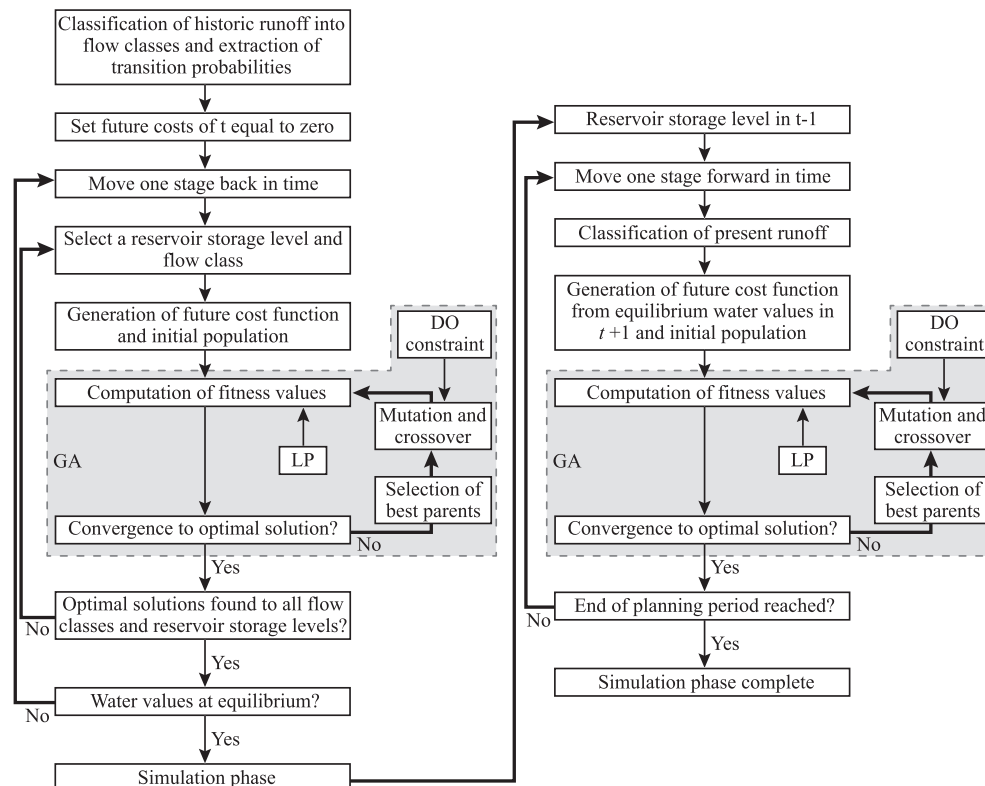 Classification of historic runoff into
flow classes and extraction of
transition probabilities
Set future costs of t equal to zero
Move one stage back in time
Select a reservoir storage level and
flow class
Generation of future cost function
and initial population
DO
constraint
Computation of fitness values
Mutation and
crossover
LP
GA
Selection of
best parents
Convergence to optimal solution?
No
Yes
Optimal solutions found to all flow
classes and reservoir storage levels?
No
Yes
Water values at equilibrium?
No
Yes
Simulation phase
Reservoir storage level in t-1
Move one stage forward in time
Classification of present runoff
Generation of future cost function
from equilibrium water values in
t +1 and initial population
DO
constraint
Computation of fitness values
Mutation and
crossover
LP
GA
Selection of
best parents
Convergence to optimal solution?
No
Yes
End of planning period reached?
No
Yes
Simulation phase complete